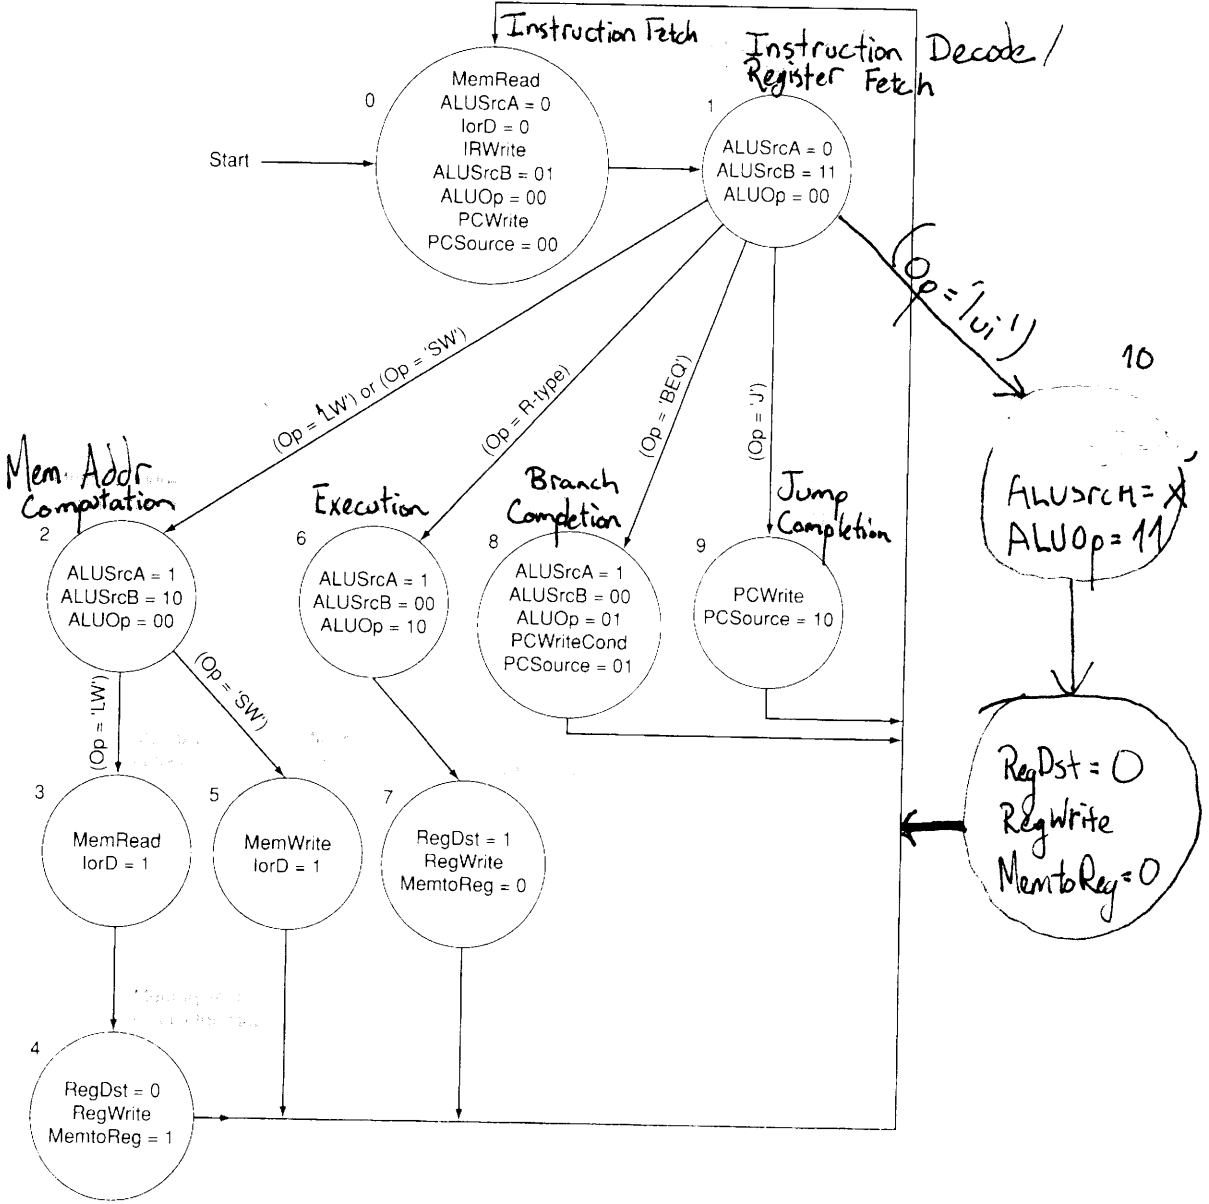 Instruction Fetch
Instruction Decode /
Register Fetch
0
MemRead
ALUSrcA = 0
IorD = 0
IRWrite
ALUSrcB = 01
ALUOp = 00
PCWrite
PCSource = 00
Start
1
ALUSrcA = 0
ALUSrcB = 11
ALUOp = 00
(Op = 'LW') or (Op = 'SW')
(Op = R-type)
(Op = 'BEQ')
(Op = 'J')
(Op = 'lui')
10
ALUSrcA = X
ALUOp = 11
Mem Addr
Computation
2
ALUSrcA = 1
ALUSrcB = 10
ALUOp = 00
Execution
6
ALUSrcA = 1
ALUSrcB = 00
ALUOp = 10
Branch
Completion
8
ALUSrcA = 1
ALUSrcB = 00
ALUOp = 01
PCWriteCond
PCSource = 01
Jump
Completion
9
PCWrite
PCSource = 10
(Op = 'LW')
(Op = 'SW')
3
MemRead
IorD = 1
5
MemWrite
IorD = 1
7
RegDst = 1
RegWrite
MemtoReg = 0
RegDst = 0
RegWrite
MemtoReg = 0
4
RegDst = 0
RegWrite
MemtoReg = 1